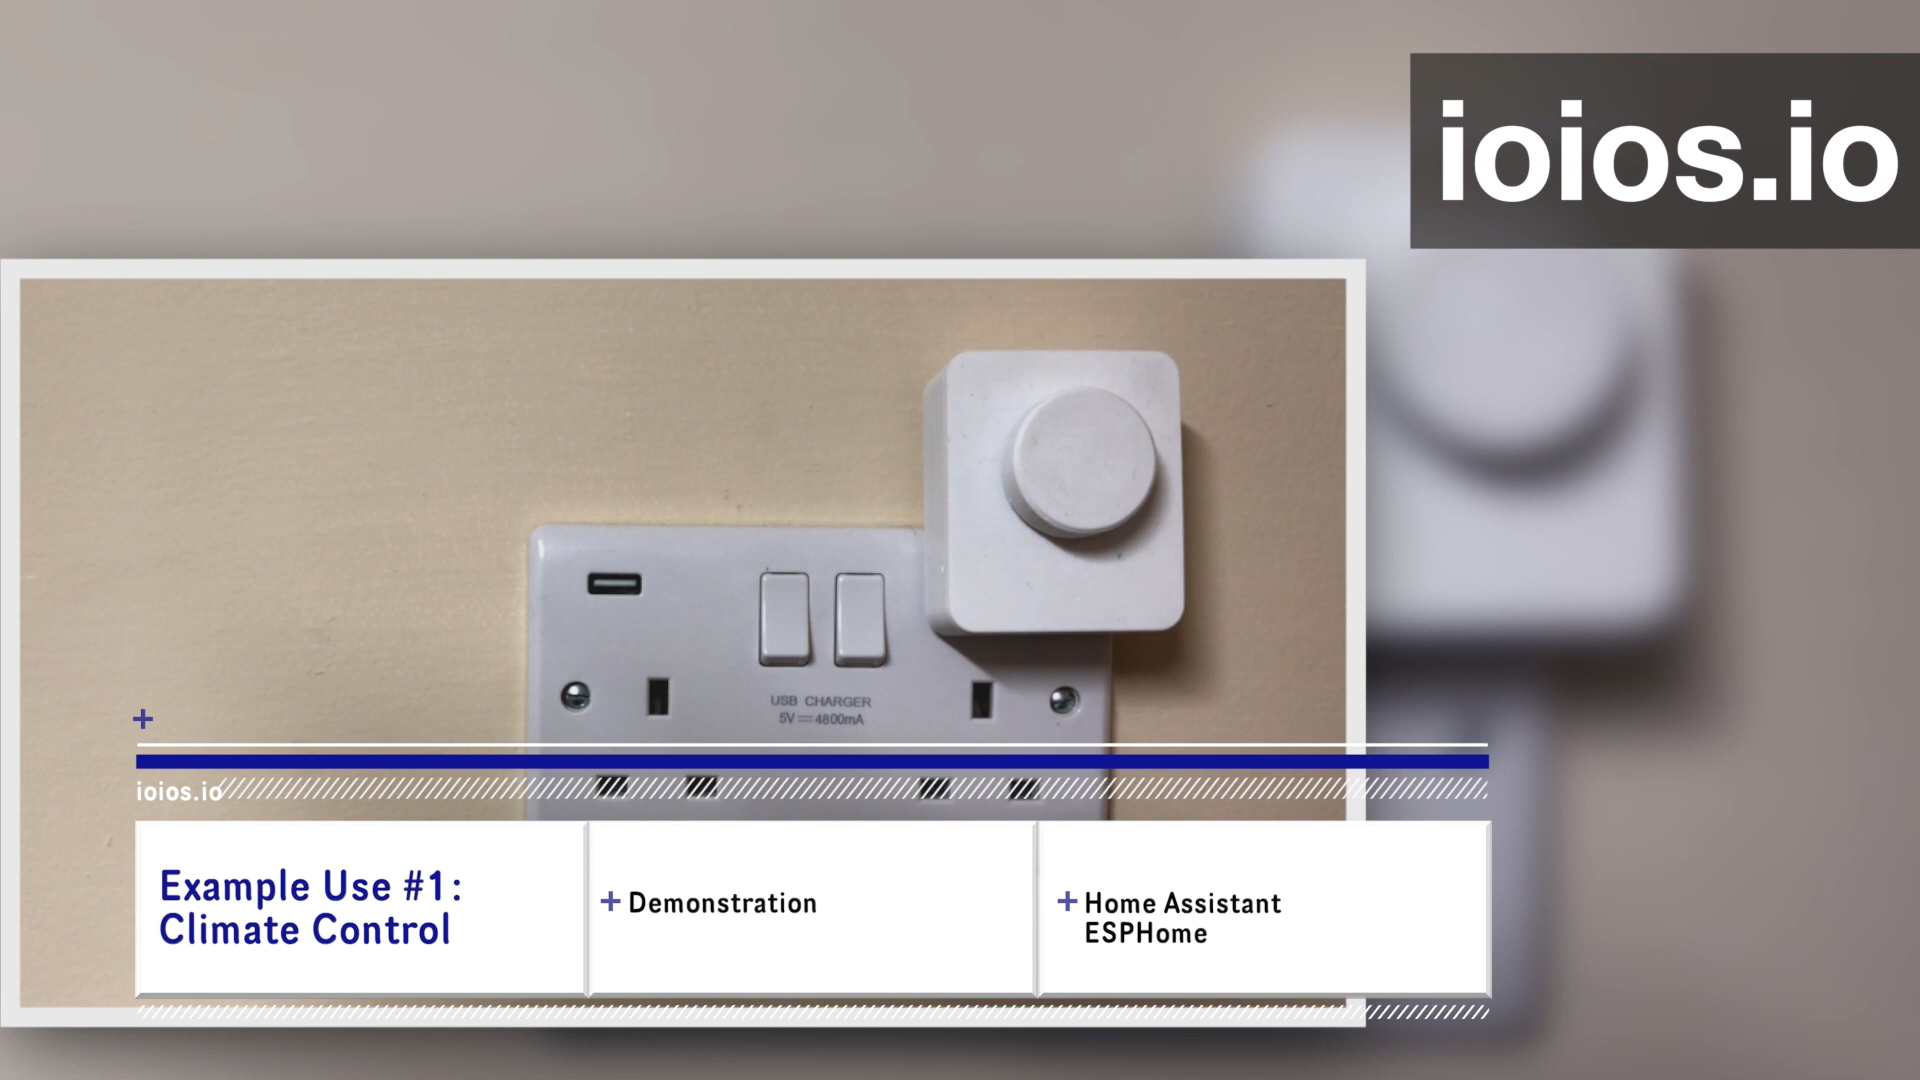 ioios.io
USB CHARGER
5V⎓4800mA
ioios.io
Example Use #1:
Climate Control
Demonstration
Home Assistant
ESPHome